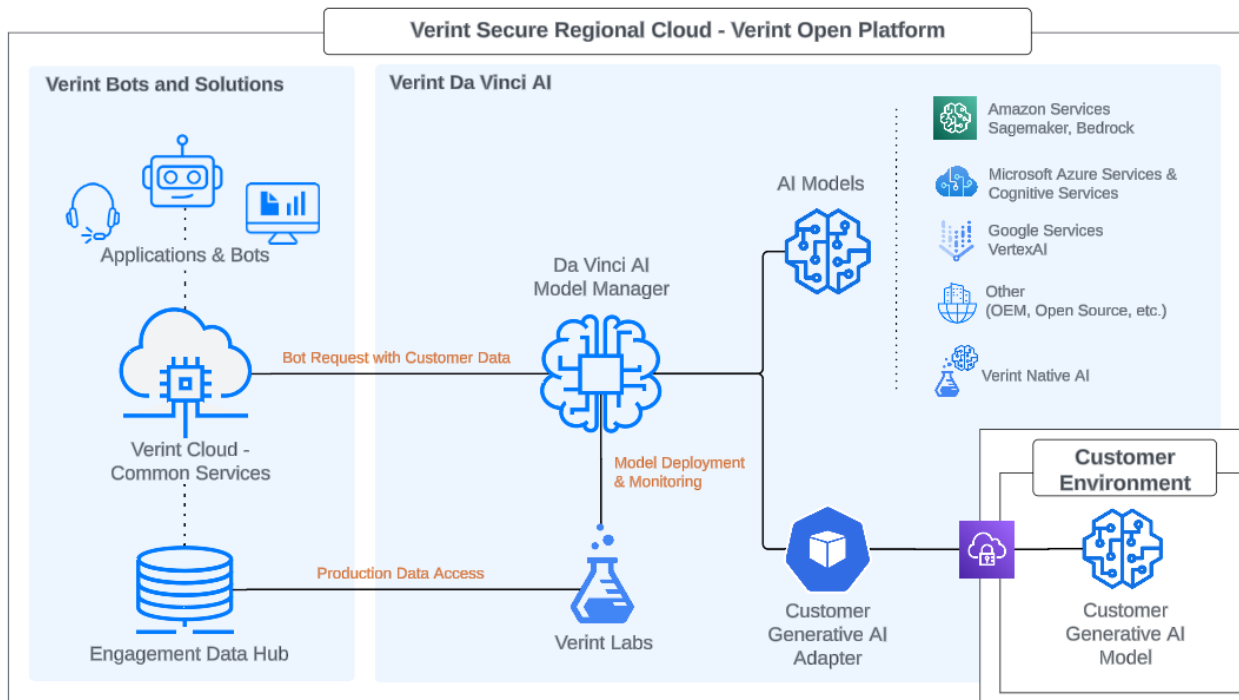 Verint Secure Regional Cloud - Verint Open Platform
Verint Bots and Solutions
Applications & Bots
Verint Cloud -
Common Services
Engagement Data Hub
Verint Da Vinci AI
Bot Request with Customer Data
Production Data Access
Da Vinci AI
Model Manager
Model Deployment
& Monitoring
Verint Labs
AI Models
Amazon Services
Sagemaker, Bedrock
Microsoft Azure Services &
Cognitive Services
Google Services
VertexAI
Other
(OEM, Open Source, etc.)
Verint Native AI
Customer
Generative AI
Adapter
Customer
Environment
Customer
Generative AI
Model